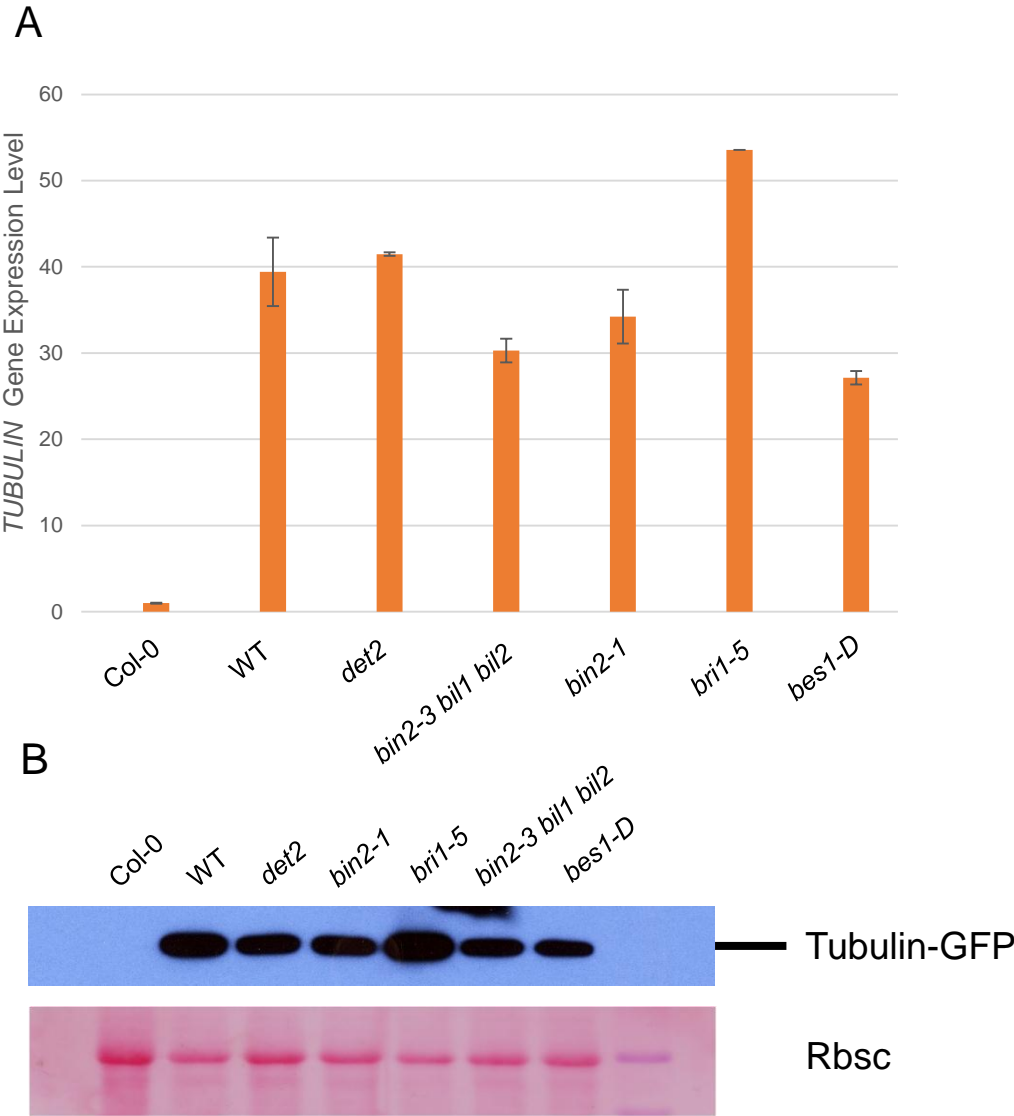 A
TUBULIN Gene Expression Level
60
50
40
30
20
10
0
Col-0
WT
det2
bin2-3 bil1 bil2
bin2-1
bri1-5
bes1-D
B
Col-0
WT
det2
bin2-1
bri1-5
bin2-3 bil1 bil2
bes1-D
Tubulin-GFP
Rbsc